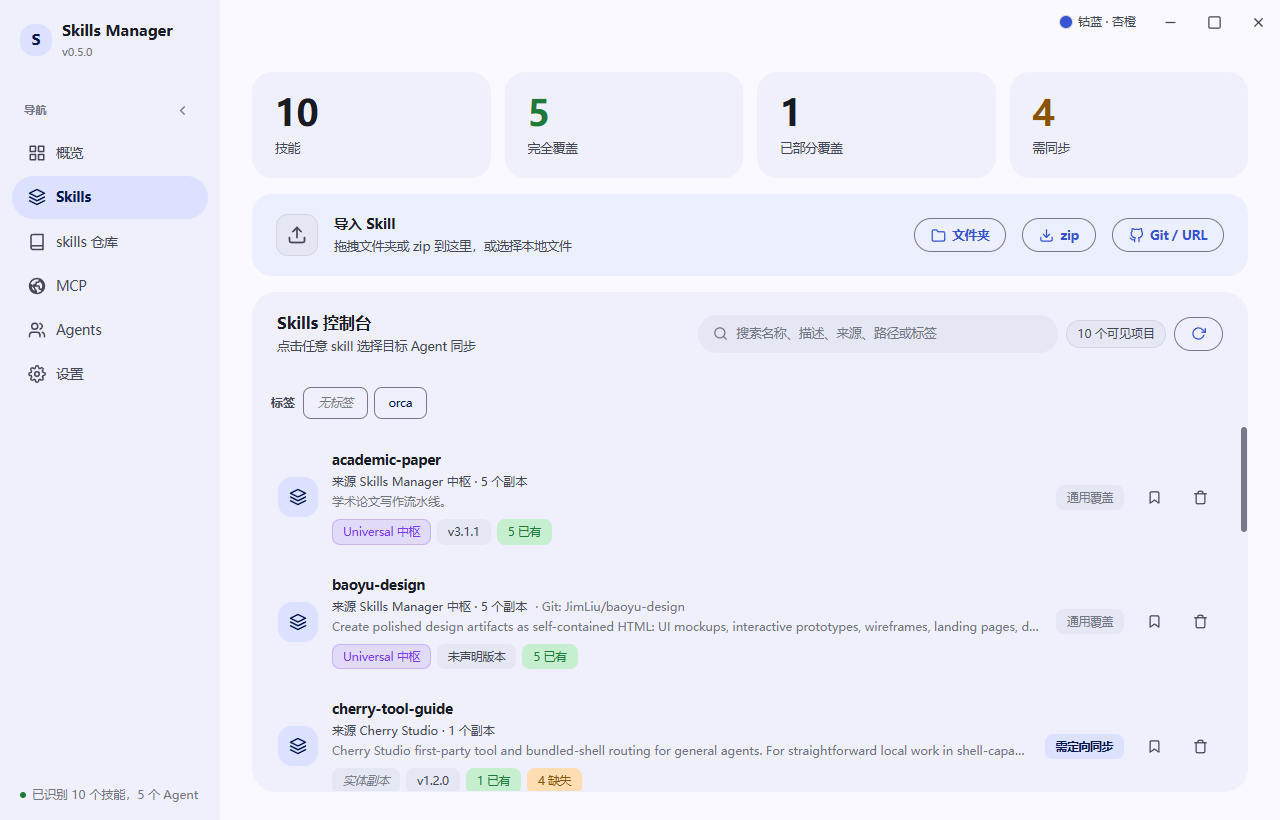 S
Skills Manager
v0.5.0
钴蓝 · 杏橙
导航
概览
Skills
skills 仓库
MCP
Agents
设置
已识别 10 个技能，5 个 Agent
10
技能
5
完全覆盖
1
已部分覆盖
4
需同步
导入 Skill
拖拽文件夹或 zip 到这里，或选择本地文件
文件夹
zip
Git / URL
Skills 控制台
点击任意 skill 选择目标 Agent 同步
搜索名称、描述、来源、路径或标签
10 个可见项目
标签
无标签
orca
academic-paper
来源 Skills Manager 中枢 · 5 个副本
学术论文写作流水线。
Universal 中枢
v3.1.1
5 已有
通用覆盖
baoyu-design
来源 Skills Manager 中枢 · 5 个副本 · Git: JimLiu/baoyu-design
Create polished design artifacts as self-contained HTML: UI mockups, interactive prototypes, wireframes, landing pages, d...
Universal 中枢
未声明版本
5 已有
通用覆盖
cherry-tool-guide
来源 Cherry Studio · 1 个副本
Cherry Studio first-party tool and bundled-shell routing for general agents. For straightforward local work in shell-capa...
实体副本
v1.2.0
1 已有
4 缺失
需定向同步